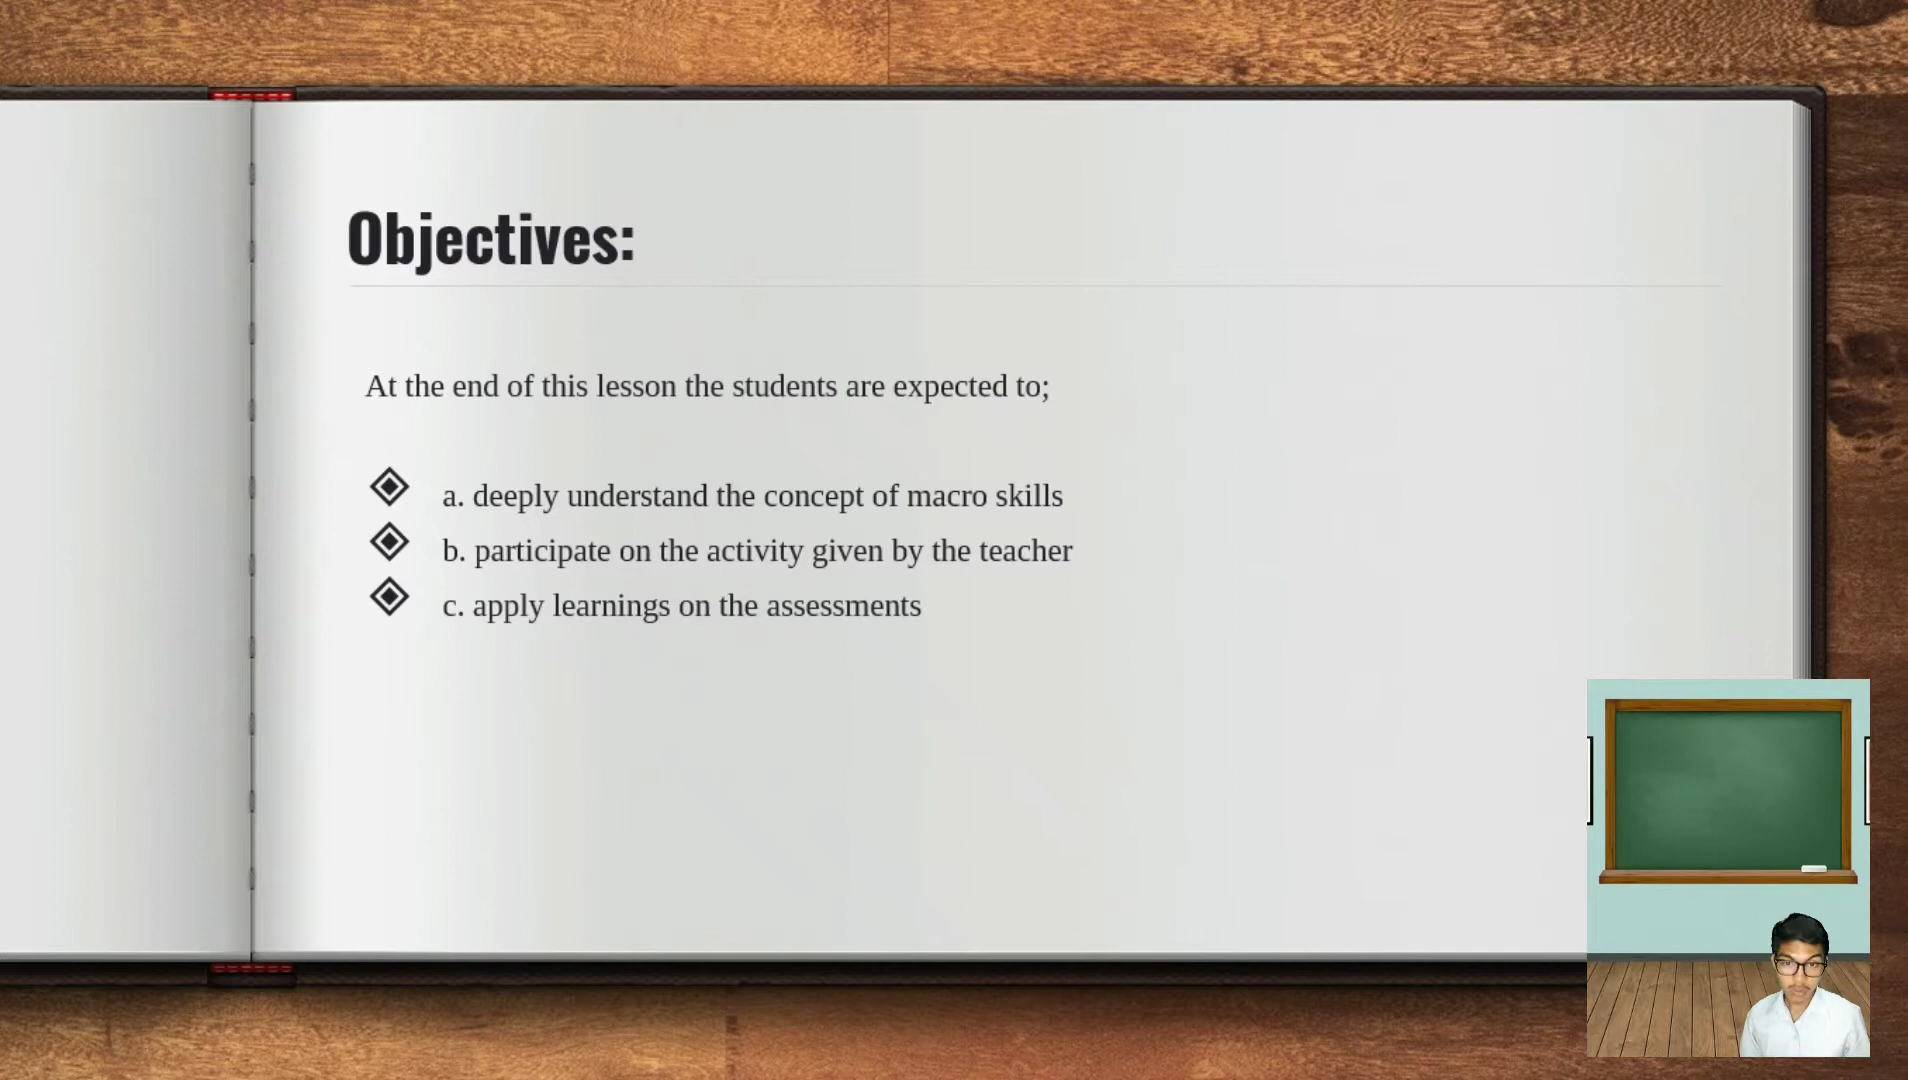 Objectives:
At the end of this lesson the students are expected to;
a. deeply understand the concept of macro skills
b. participate on the activity given by the teacher
c. apply learnings on the assessments